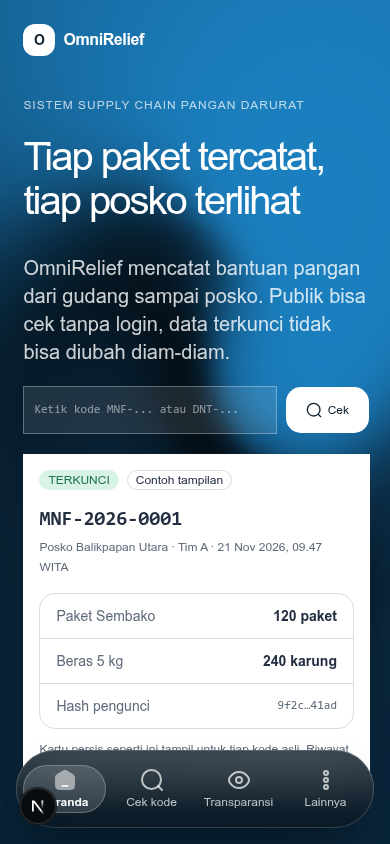 O OmniRelief
SISTEM SUPPLY CHAIN PANGAN DARURAT
Tiap paket tercatat,
tiap posko terlihat
OmniRelief mencatat bantuan pangan
dari gudang sampai posko. Publik bisa
cek tanpa login, data terkunci tidak
bisa diubah diam-diam.
Ketik kode MNF-... atau DNT-...
Cek
TERKUNCI Contoh tampilan
MNF-2026-0001
Posko Balikpapan Utara · Tim A · 21 Nov 2026, 09.47
WITA
Paket Sembako 120 paket
Beras 5 kg 240 karung
Hash pengunci 9f2c…41ad
Kartu persis seperti ini tampil untuk tiap kode asli. Riwayat
N randa Cek kode Transparansi Lainnya